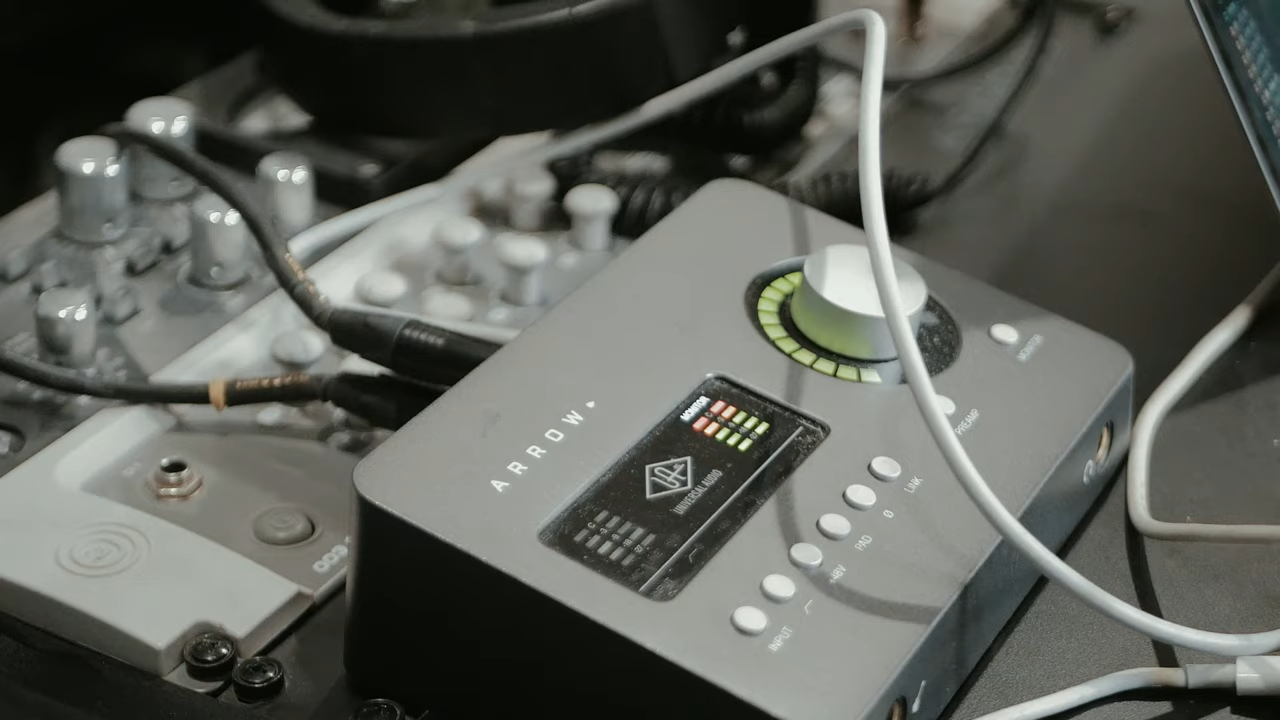 ARROW
MONITOR
UNIVERSAL AUDIO
MONITOR
PREAMP
LINK
Ø
PAD
+48V
INPUT